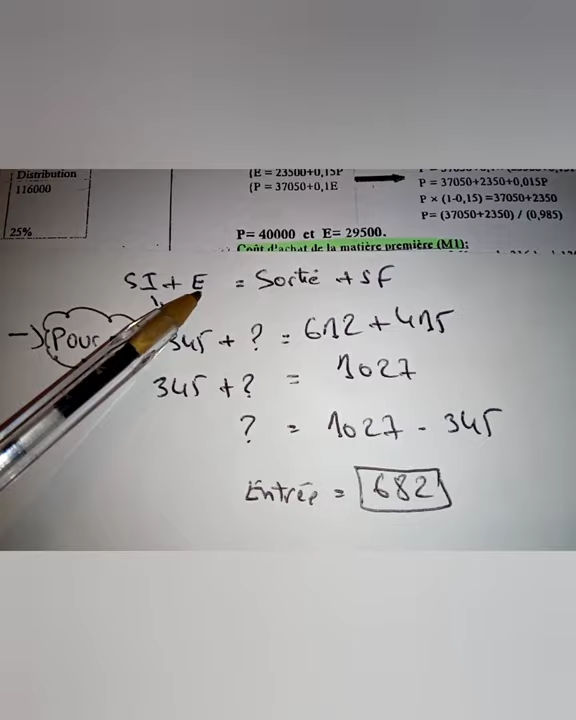 Distribution
116000
25%
{E = 23500+0,15P
{P = 37050+0,1E
P = 37050+2350+0,015P
P × (1-0,15) =37050+2350
P= (37050+2350) / (0,985)
P= 40000 et E= 29500.
Coût d'achat de la matière première (M1):
SI + E = Sortie + SF
→ Pour 345 + ? = 612 + 415
345 + ? = 1027
? = 1027 - 345
Entrée = 682